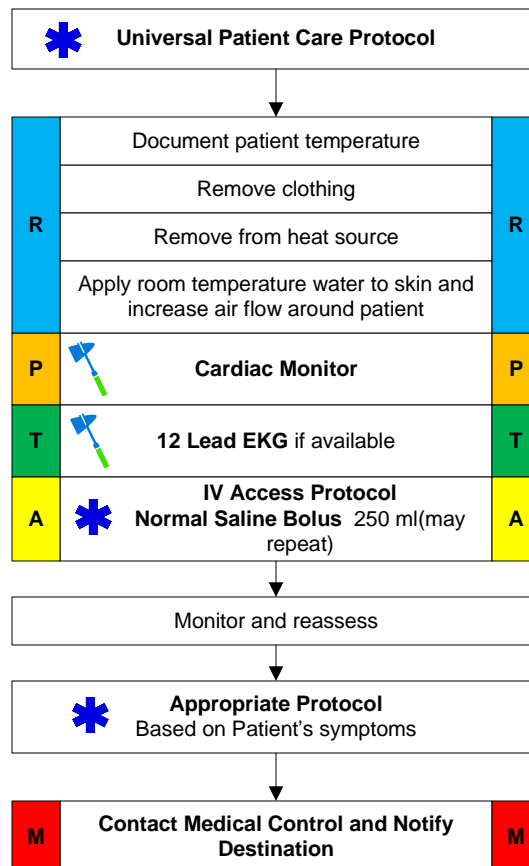 Universal Patient Care Protocol
Document patient temperature
Remove clothing
R
R
Remove from heat source
Apply room temperature water to skin and
increase air flow around patient
P
Cardiac Monitor
P
T
12 Lead EKG if available
T
IV Access Protocol
A
Normal Saline Bolus 250 ml(may
A
repeat)
Monitor and reassess
Appropriate Protocol
Based on Patient's symptoms
M
Contact Medical Control and Notify
Destination
M